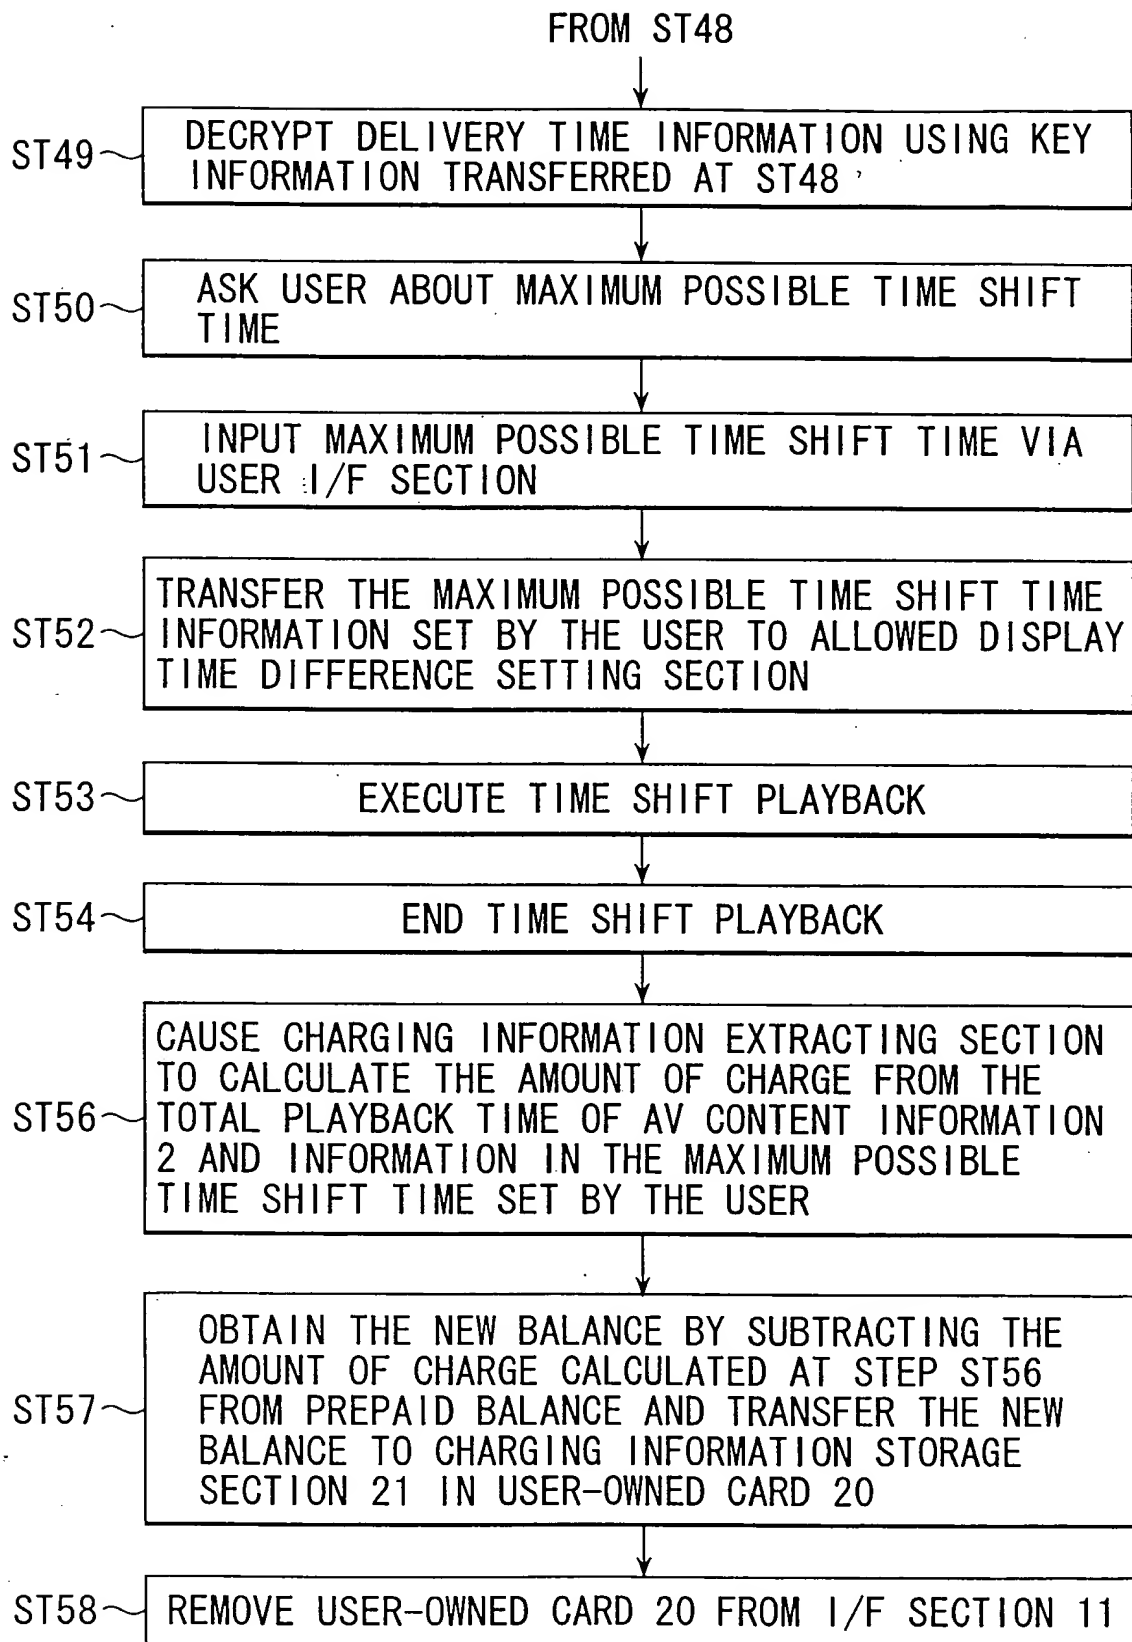 FROM ST48
ST49
DECRYPT DELIVERY TIME INFORMATION USING KEY
INFORMATION TRANSFERRED AT ST48
ST50
ASK USER ABOUT MAXIMUM POSSIBLE TIME SHIFT
TIME
ST51
INPUT MAXIMUM POSSIBLE TIME SHIFT TIME VIA
USER I/F SECTION
ST52
TRANSFER THE MAXIMUM POSSIBLE TIME SHIFT TIME
INFORMATION SET BY THE USER TO ALLOWED DISPLAY
TIME DIFFERENCE SETTING SECTION
ST53
EXECUTE TIME SHIFT PLAYBACK
ST54
END TIME SHIFT PLAYBACK
ST56
CAUSE CHARGING INFORMATION EXTRACTING SECTION
TO CALCULATE THE AMOUNT OF CHARGE FROM THE
TOTAL PLAYBACK TIME OF AV CONTENT INFORMATION
2 AND INFORMATION IN THE MAXIMUM POSSIBLE
TIME SHIFT TIME SET BY THE USER
ST57
OBTAIN THE NEW BALANCE BY SUBTRACTING THE
AMOUNT OF CHARGE CALCULATED AT STEP ST56
FROM PREPAID BALANCE AND TRANSFER THE NEW
BALANCE TO CHARGING INFORMATION STORAGE
SECTION 21 IN USER-OWNED CARD 20
ST58
REMOVE USER-OWNED CARD 20 FROM I/F SECTION 11